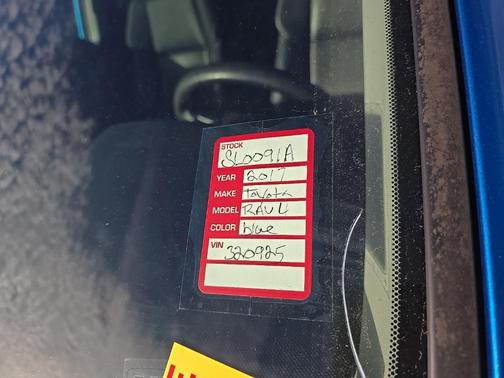 STOCK
SL0091A
YEAR 2017
MAKE Toyota
MODEL RAV4
COLOR blue
VIN 320925